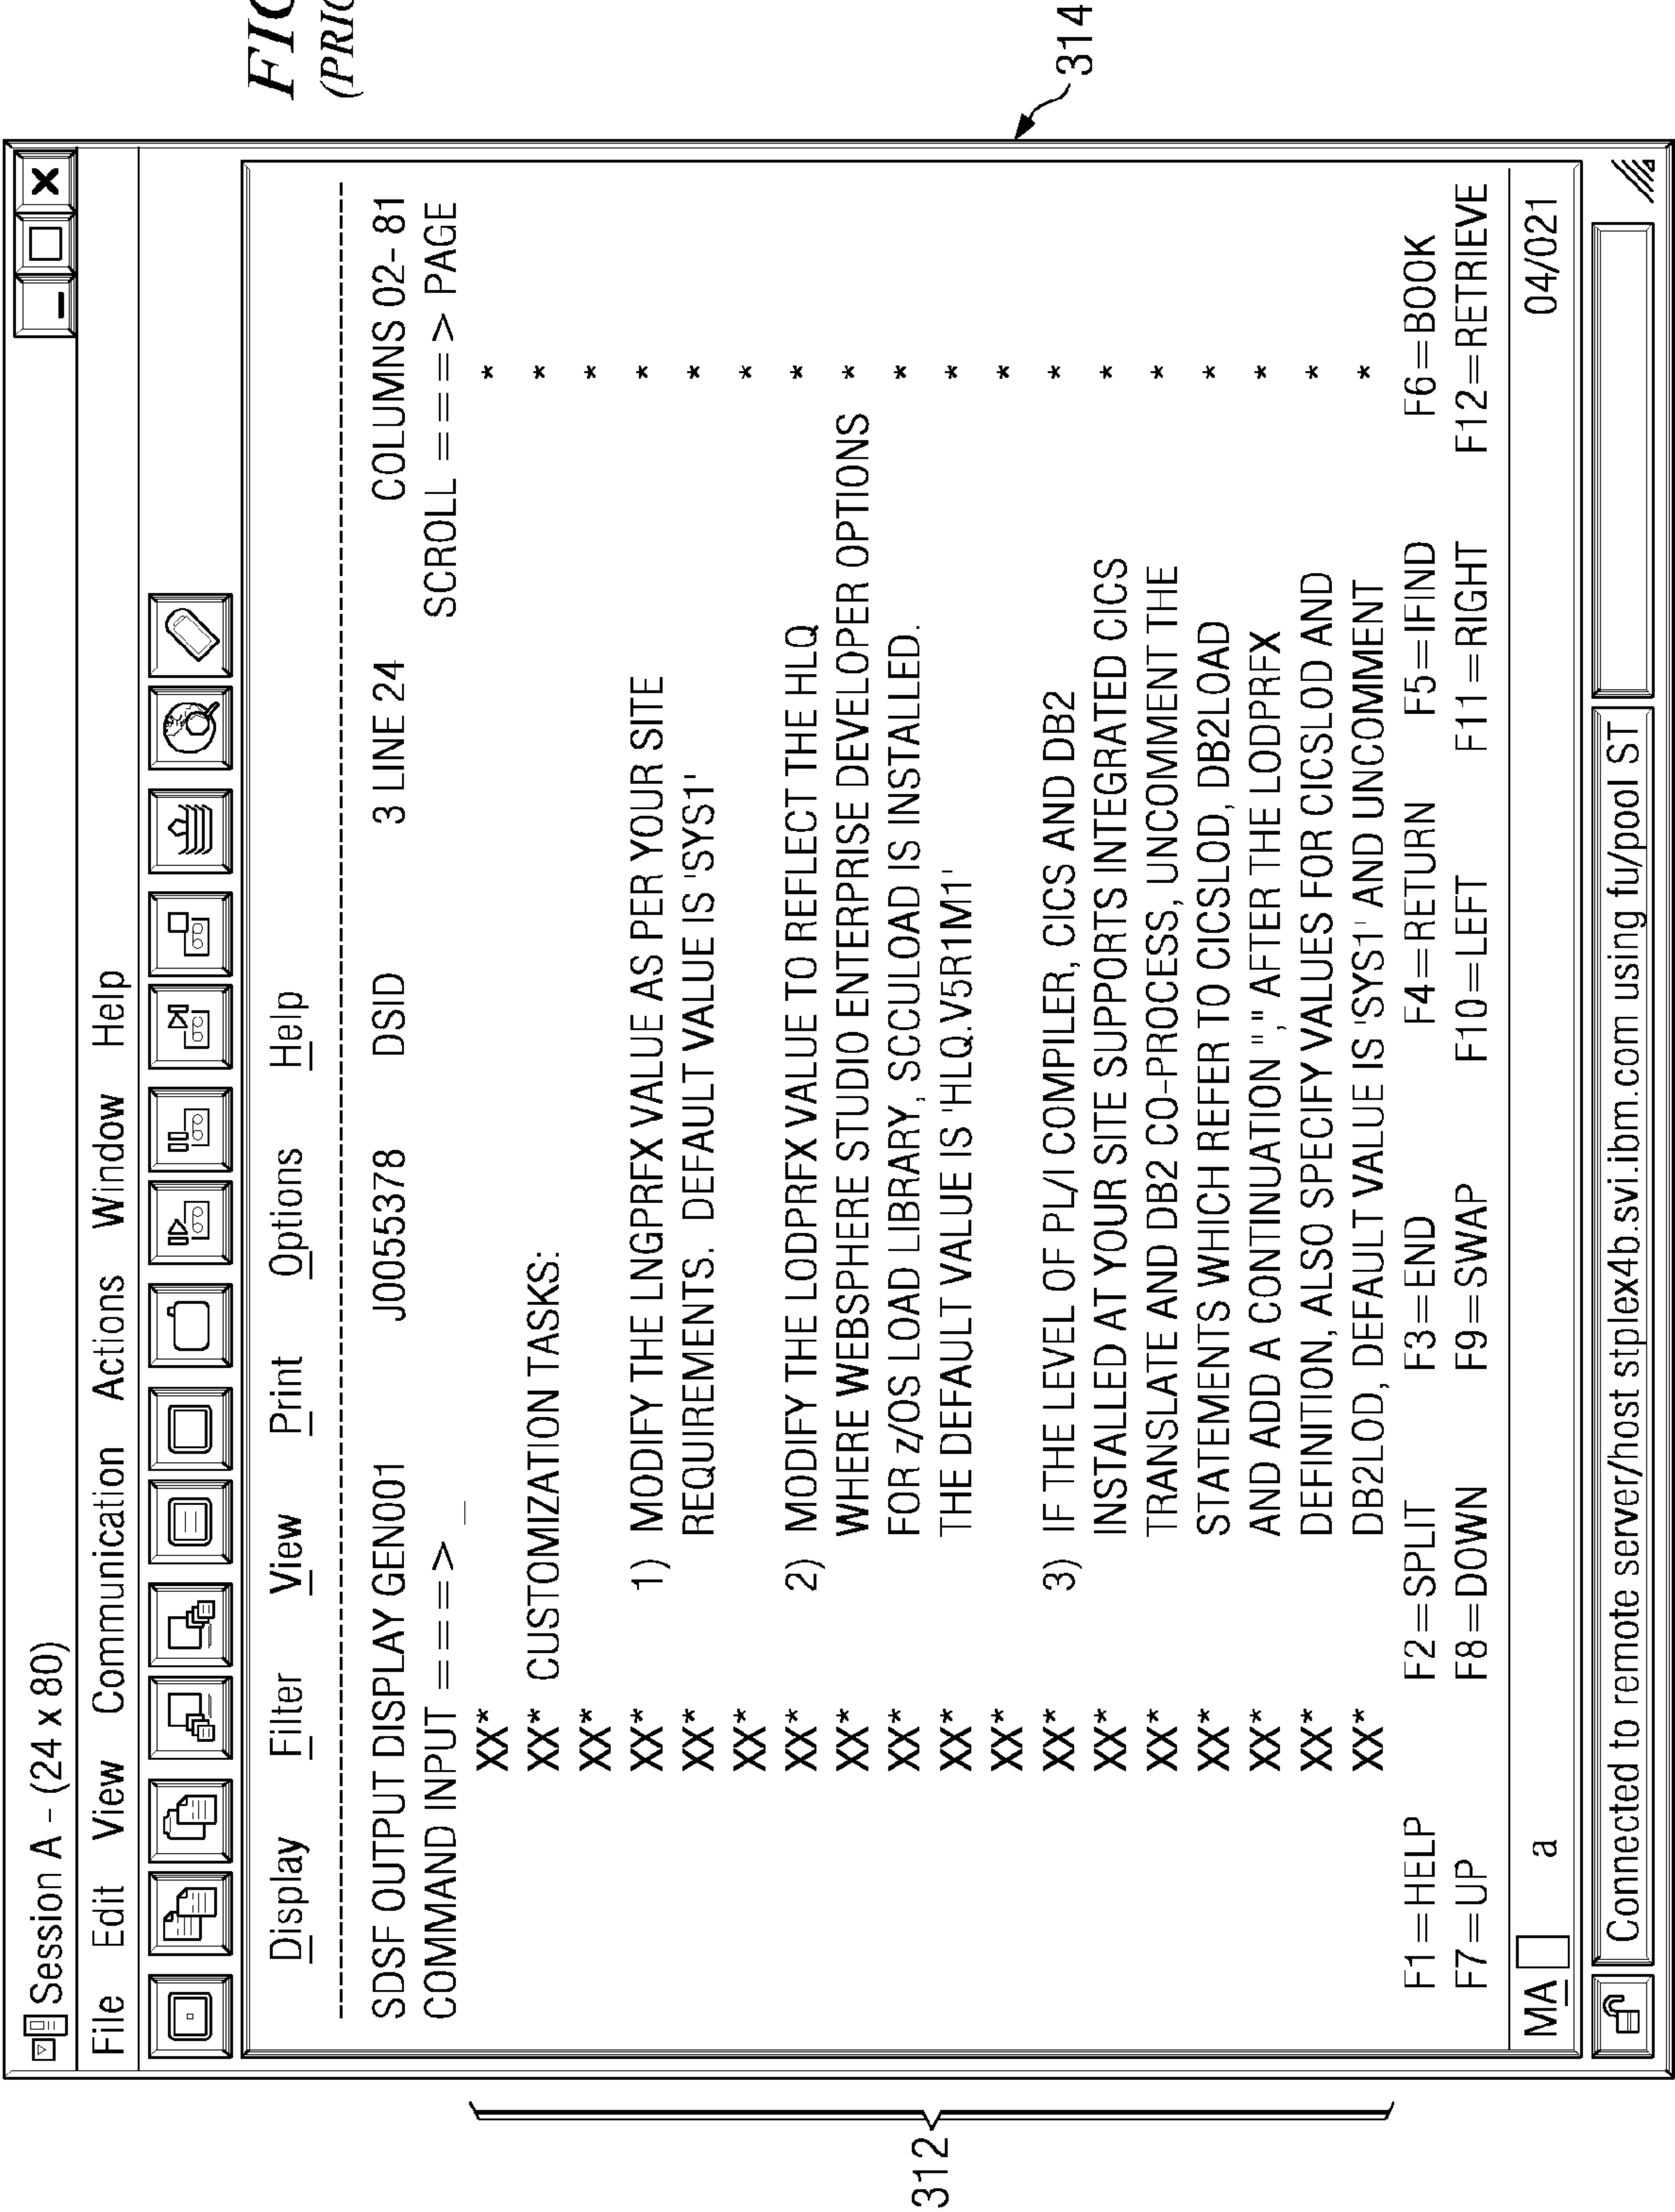 FIG
(PRIO
Session A - (24 x 80)
File Edit View Communication Actions Window Help
Display Filter View Print Options Help
SDSF OUTPUT DISPLAY GEN001 J0055378 DSID 3 LINE 24 COLUMNS 02- 81
COMMAND INPUT ===> _ SCROLL ===> PAGE
XX* *
XX* CUSTOMIZATION TASKS: *
XX* *
XX* 1) MODIFY THE LNGPRFX VALUE AS PER YOUR SITE *
XX* REQUIREMENTS. DEFAULT VALUE IS 'SYS1' *
XX* *
XX* 2) MODIFY THE LODPRFX VALUE TO REFLECT THE HLQ *
XX* WHERE WEBSPHERE STUDIO ENTERPRISE DEVELOPER OPTIONS *
XX* FOR z/OS LOAD LIBRARY, SCCULOAD IS INSTALLED. *
XX* THE DEFAULT VALUE IS 'HLQ.V5R1M1' *
XX* *
XX* 3) IF THE LEVEL OF PL/I COMPILER, CICS AND DB2 *
XX* INSTALLED AT YOUR SITE SUPPORTS INTEGRATED CICS *
XX* TRANSLATE AND DB2 CO-PROCESS, UNCOMMENT THE *
XX* STATEMENTS WHICH REFER TO CICSLOD, DB2LOAD *
XX* AND ADD A CONTINUATION "," AFTER THE LODPRFX *
XX* DEFINITION, ALSO SPECIFY VALUES FOR CICSLOD AND *
XX* DB2LOD, DEFAULT VALUE IS 'SYS1' AND UNCOMMENT *
F1=HELP F2=SPLIT F3=END F4=RETURN F5=IFIND F6=BOOK
F7=UP F8=DOWN F9=SWAP F10=LEFT F11=RIGHT F12=RETRIEVE
MA a 04/021
Connected to remote server/host stplex4b.svi.ibm.com using fu/pool ST
312
314